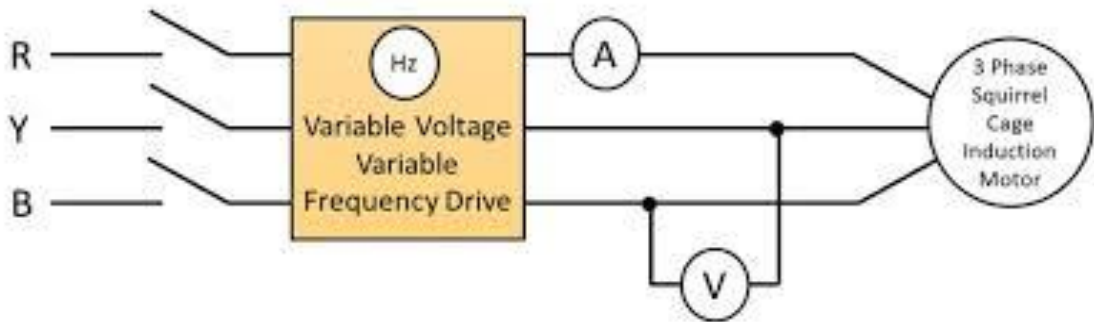 R
Y
B
Hz
Variable Voltage
Variable
Frequency Drive
A
V
3 Phase
Squirrel
Cage
Induction
Motor